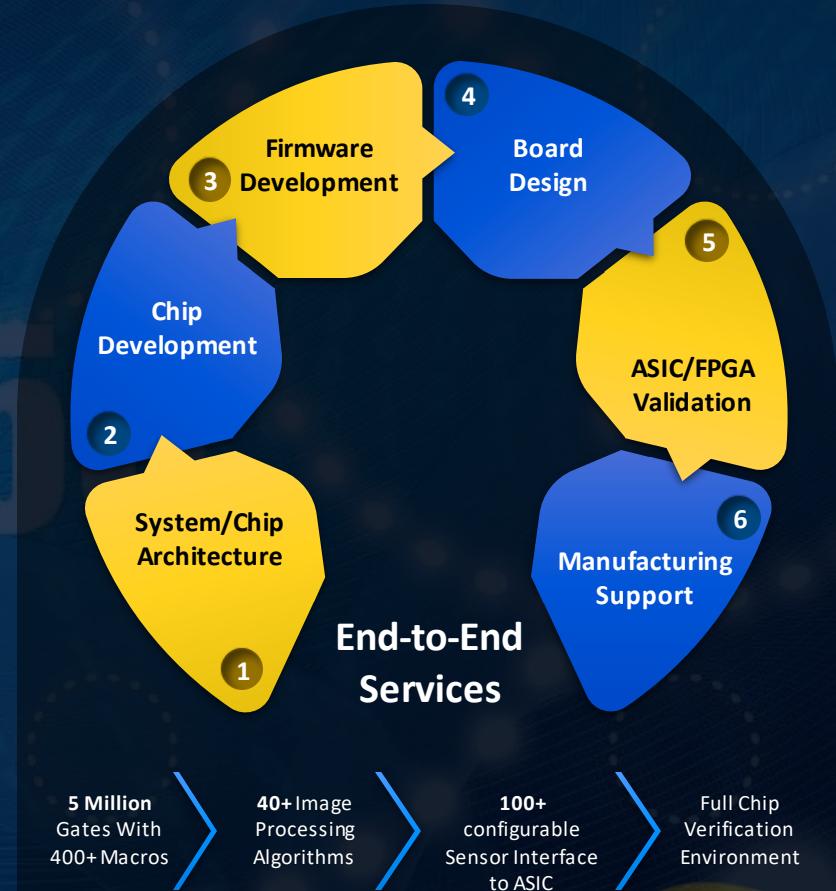 1
System/Chip
Architecture
2
Chip
Development
3
Firmware
Development
4
Board
Design
5
ASIC/FPGA
Validation
6
Manufacturing
Support
End-to-End
Services
5 Million
Gates With
400+ Macros
40+ Image
Processing
Algorithms
100+
configurable
Sensor Interface
to ASIC
Full Chip
Verification
Environment